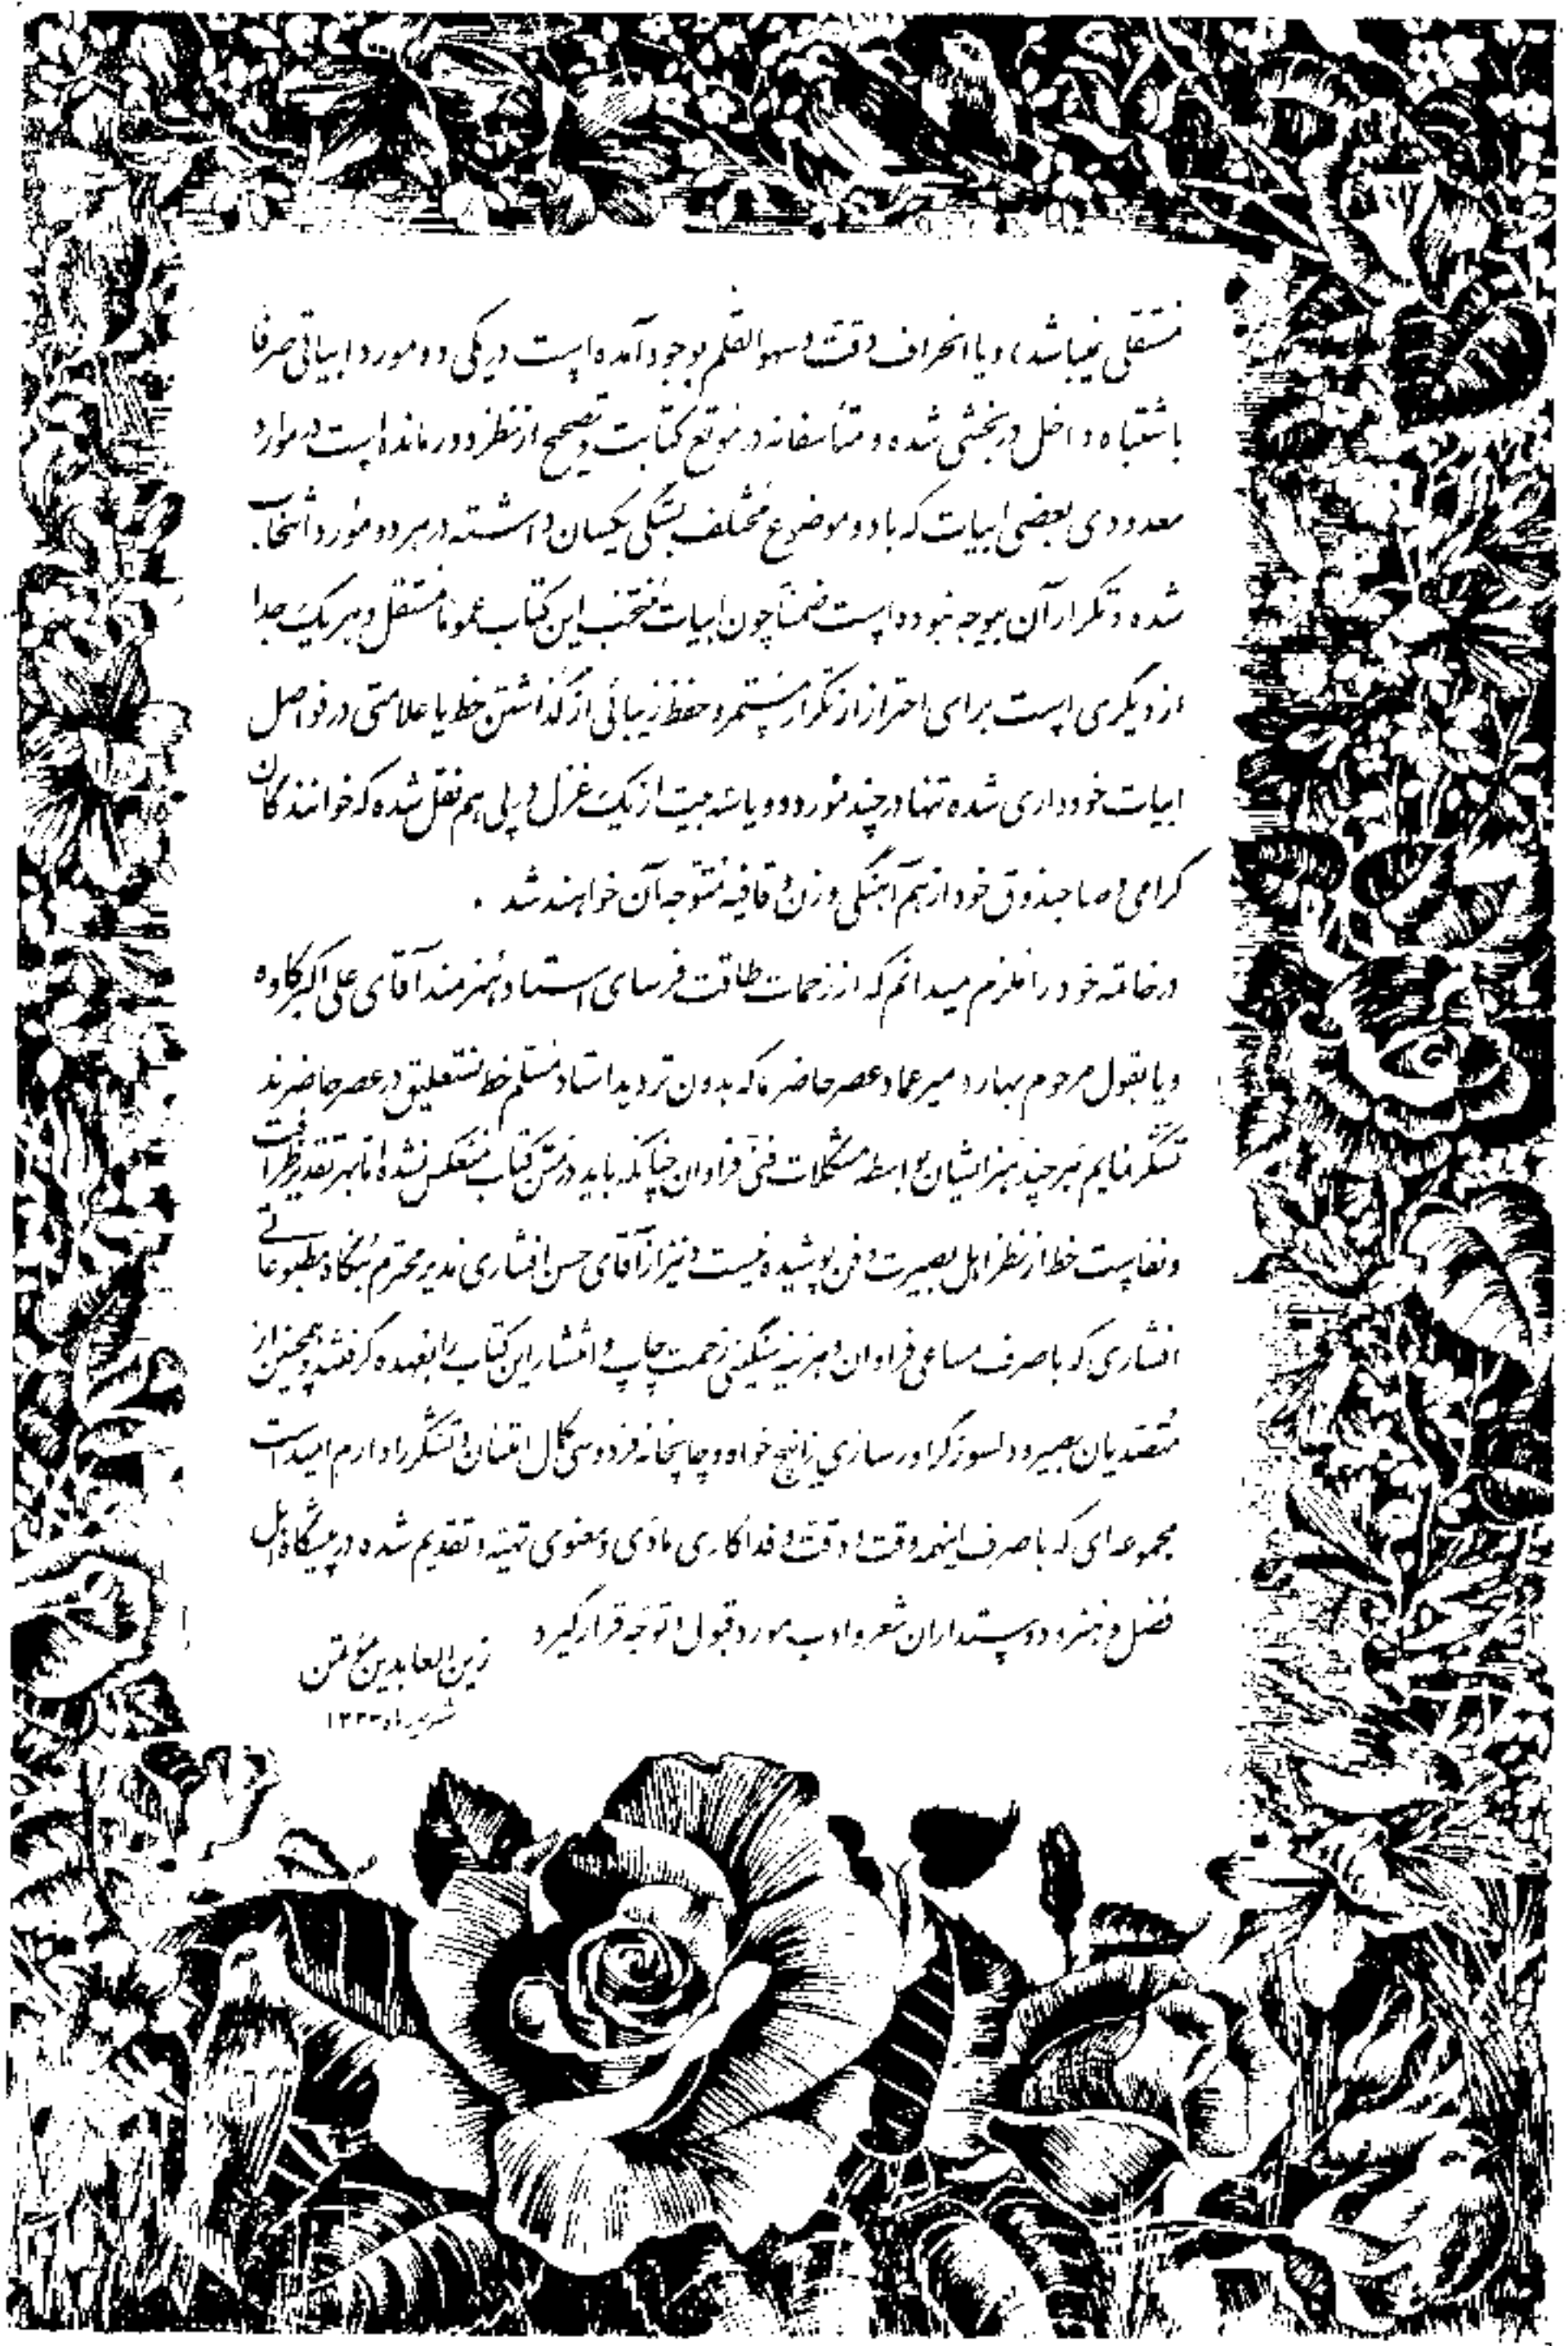 مستقلی نمیباشد) و یا انحراف دقت و سهوالقلم بوجود آمده است در یکی دو مورد ابیاتی صرفا
باشتباه داخل در بخشی شده و متأسفانه در موقع کتابت و تصحیح از نظر دور مانده است در موارد
معدودی بعضی ابیات که با دو موضوع مختلف بستگی یکسان داشته در هر دو مورد انتخاب
شده و تکرار آن بیوجه نبوده است ضمناً چون ابیات منتخب این کتاب عموماً مستقل و هر یک جدا
از دیگری است برای احتراز از تکرار مستمر و حفظ زیبائی از گذاشتن خط یا علامتی در فواصل
ابیات خودداری شده تنها در چند مورد دو و یا سه بیت از یک غزل در پی هم نقل شده که خوانندگان
گرامی و صاحبذوق خود از هم آهنگی وزن و قافیه متوجه آن خواهند شد .
در خاتمه خود را ملزم میدانم که از زحمات طاقت فرسای استاد هنرمند آقای علی اکبر کاوه
و یا بقول مرحوم بهار « میرعماد عصر حاضر » که بدون تردید استاد مسلم خط نستعلیق در عصر حاضرند
تشکر نمایم هر چند هنر ایشان بواسطه مشکلات فنی فراوان چنانکه باید در متن کتاب منعکس نشده اما بهر تقدیر ظرافت
و نفاست خط از نظر اهل بصیرت و فن پوشیده نیست و نیز از آقای حسن افشاری مدیر محترم بنگاه مطبوعاتی
افشاری که با صرف مساعی فراوان و هزینه سنگین زحمت چاپ و انتشار این کتاب را بعهده گرفتند و همچنین از
متصدیان بصیر و دلسوز گراورسازی و چاپخانه فردوسی کمال امتنان و تشکر را دارم امید است
مجموعه ای که با صرف اینهمه وقت و دقت و فداکاری مادی و معنوی تهیه و تقدیم شده در پیشگاه اهل
فضل و هنر و دوستداران شعر و ادب مورد قبول و توجه قرار گیرد
زین العابدین مؤتمن
شهریور ماه ۱۳۳۳